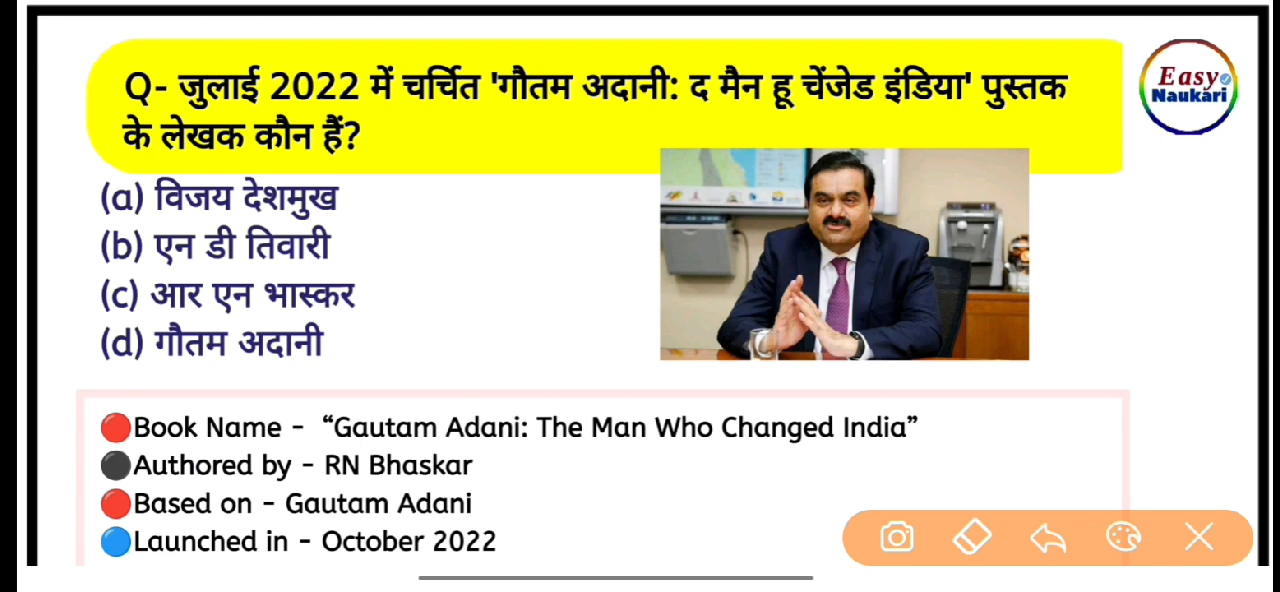 Q- जुलाई 2022 में चर्चित 'गौतम अदानी: द मैन हू चेंजेड इंडिया' पुस्तक
के लेखक कौन हैं?
Easy
Naukari
(a) विजय देशमुख
(b) एन डी तिवारी
(c) आर एन भास्कर
(d) गौतम अदानी
Book Name - “Gautam Adani: The Man Who Changed India”
Authored by - RN Bhaskar
Based on - Gautam Adani
Launched in - October 2022